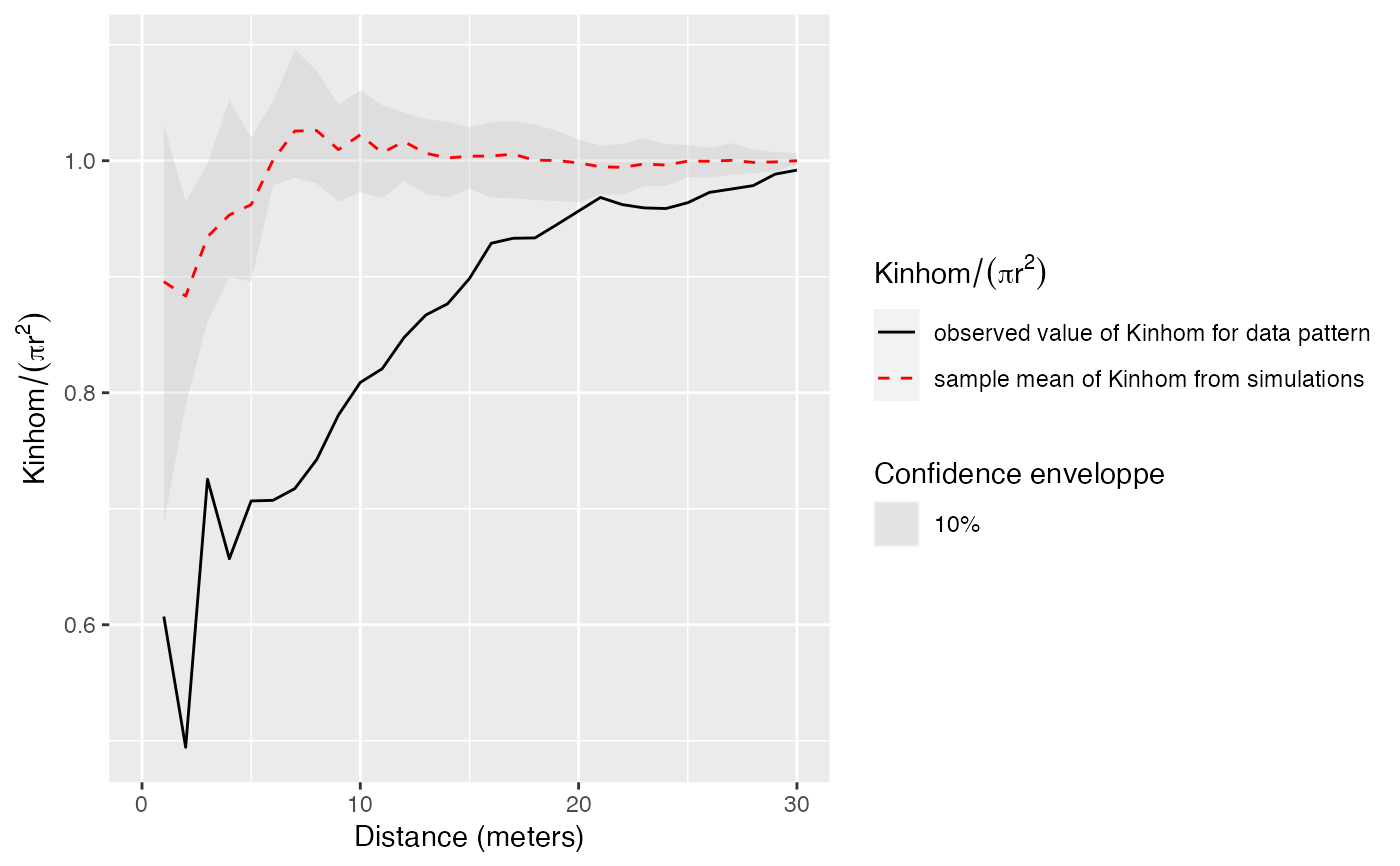 Kinhom/(πr²)
1.0
0.8
0.6
0
10
20
30
Distance (meters)
Kinhom/(πr²)
observed value of Kinhom for data pattern
sample mean of Kinhom from simulations
Confidence enveloppe
10%